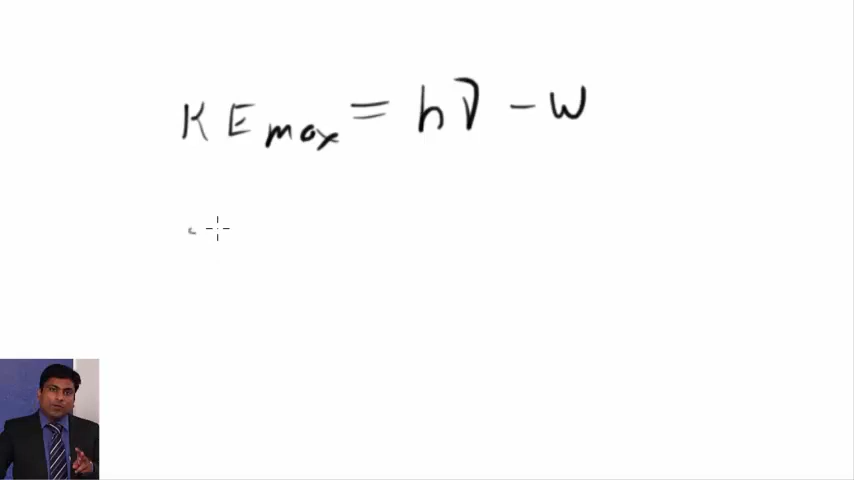 KEmax = hν - w